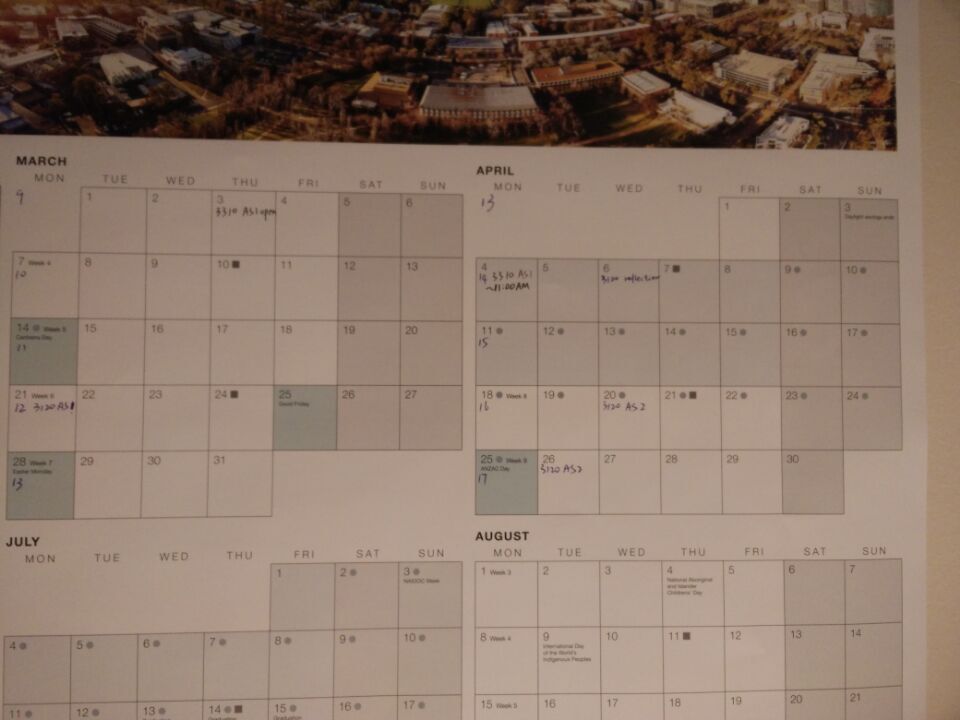 MARCH
MON TUE WED THU FRI SAT SUN
9 1 2 3 4 5 6
3310 AS1 open
7 Week 4 8 9 10 11 12 13
10
14 Week 5 15 16 17 18 19 20
Canberra Day
11
21 Week 6 22 23 24 25 26 27
12 3120 AS1 Good Friday
28 Week 7 29 30 31
Easter Monday
13
APRIL
MON TUE WED THU FRI SAT SUN
13 1 2 3
Daylight savings ends
4 5 6 7 8 9 10
14 3310 AS1 3120 reflection
~11:00AM
11 12 13 14 15 16 17
15
18 Week 8 19 20 21 22 23 24
16 3120 AS2
25 Week 9 26 27 28 29 30
ANZAC Day 3120 AS2
17
JULY
MON TUE WED THU FRI SAT SUN
1 2 3
NAIDOC Week
4 5 6 7 8 9 10
11 12 13 14 15 16 17
Graduation Graduation Graduation
AUGUST
MON TUE WED THU FRI SAT SUN
1 Week 3 2 3 4 5 6 7
National Aboriginal
and Islander
Childrens' Day
8 Week 4 9 10 11 12 13 14
International Day
of the World's
Indigenous Peoples
15 Week 5 16 17 18 19 20 21